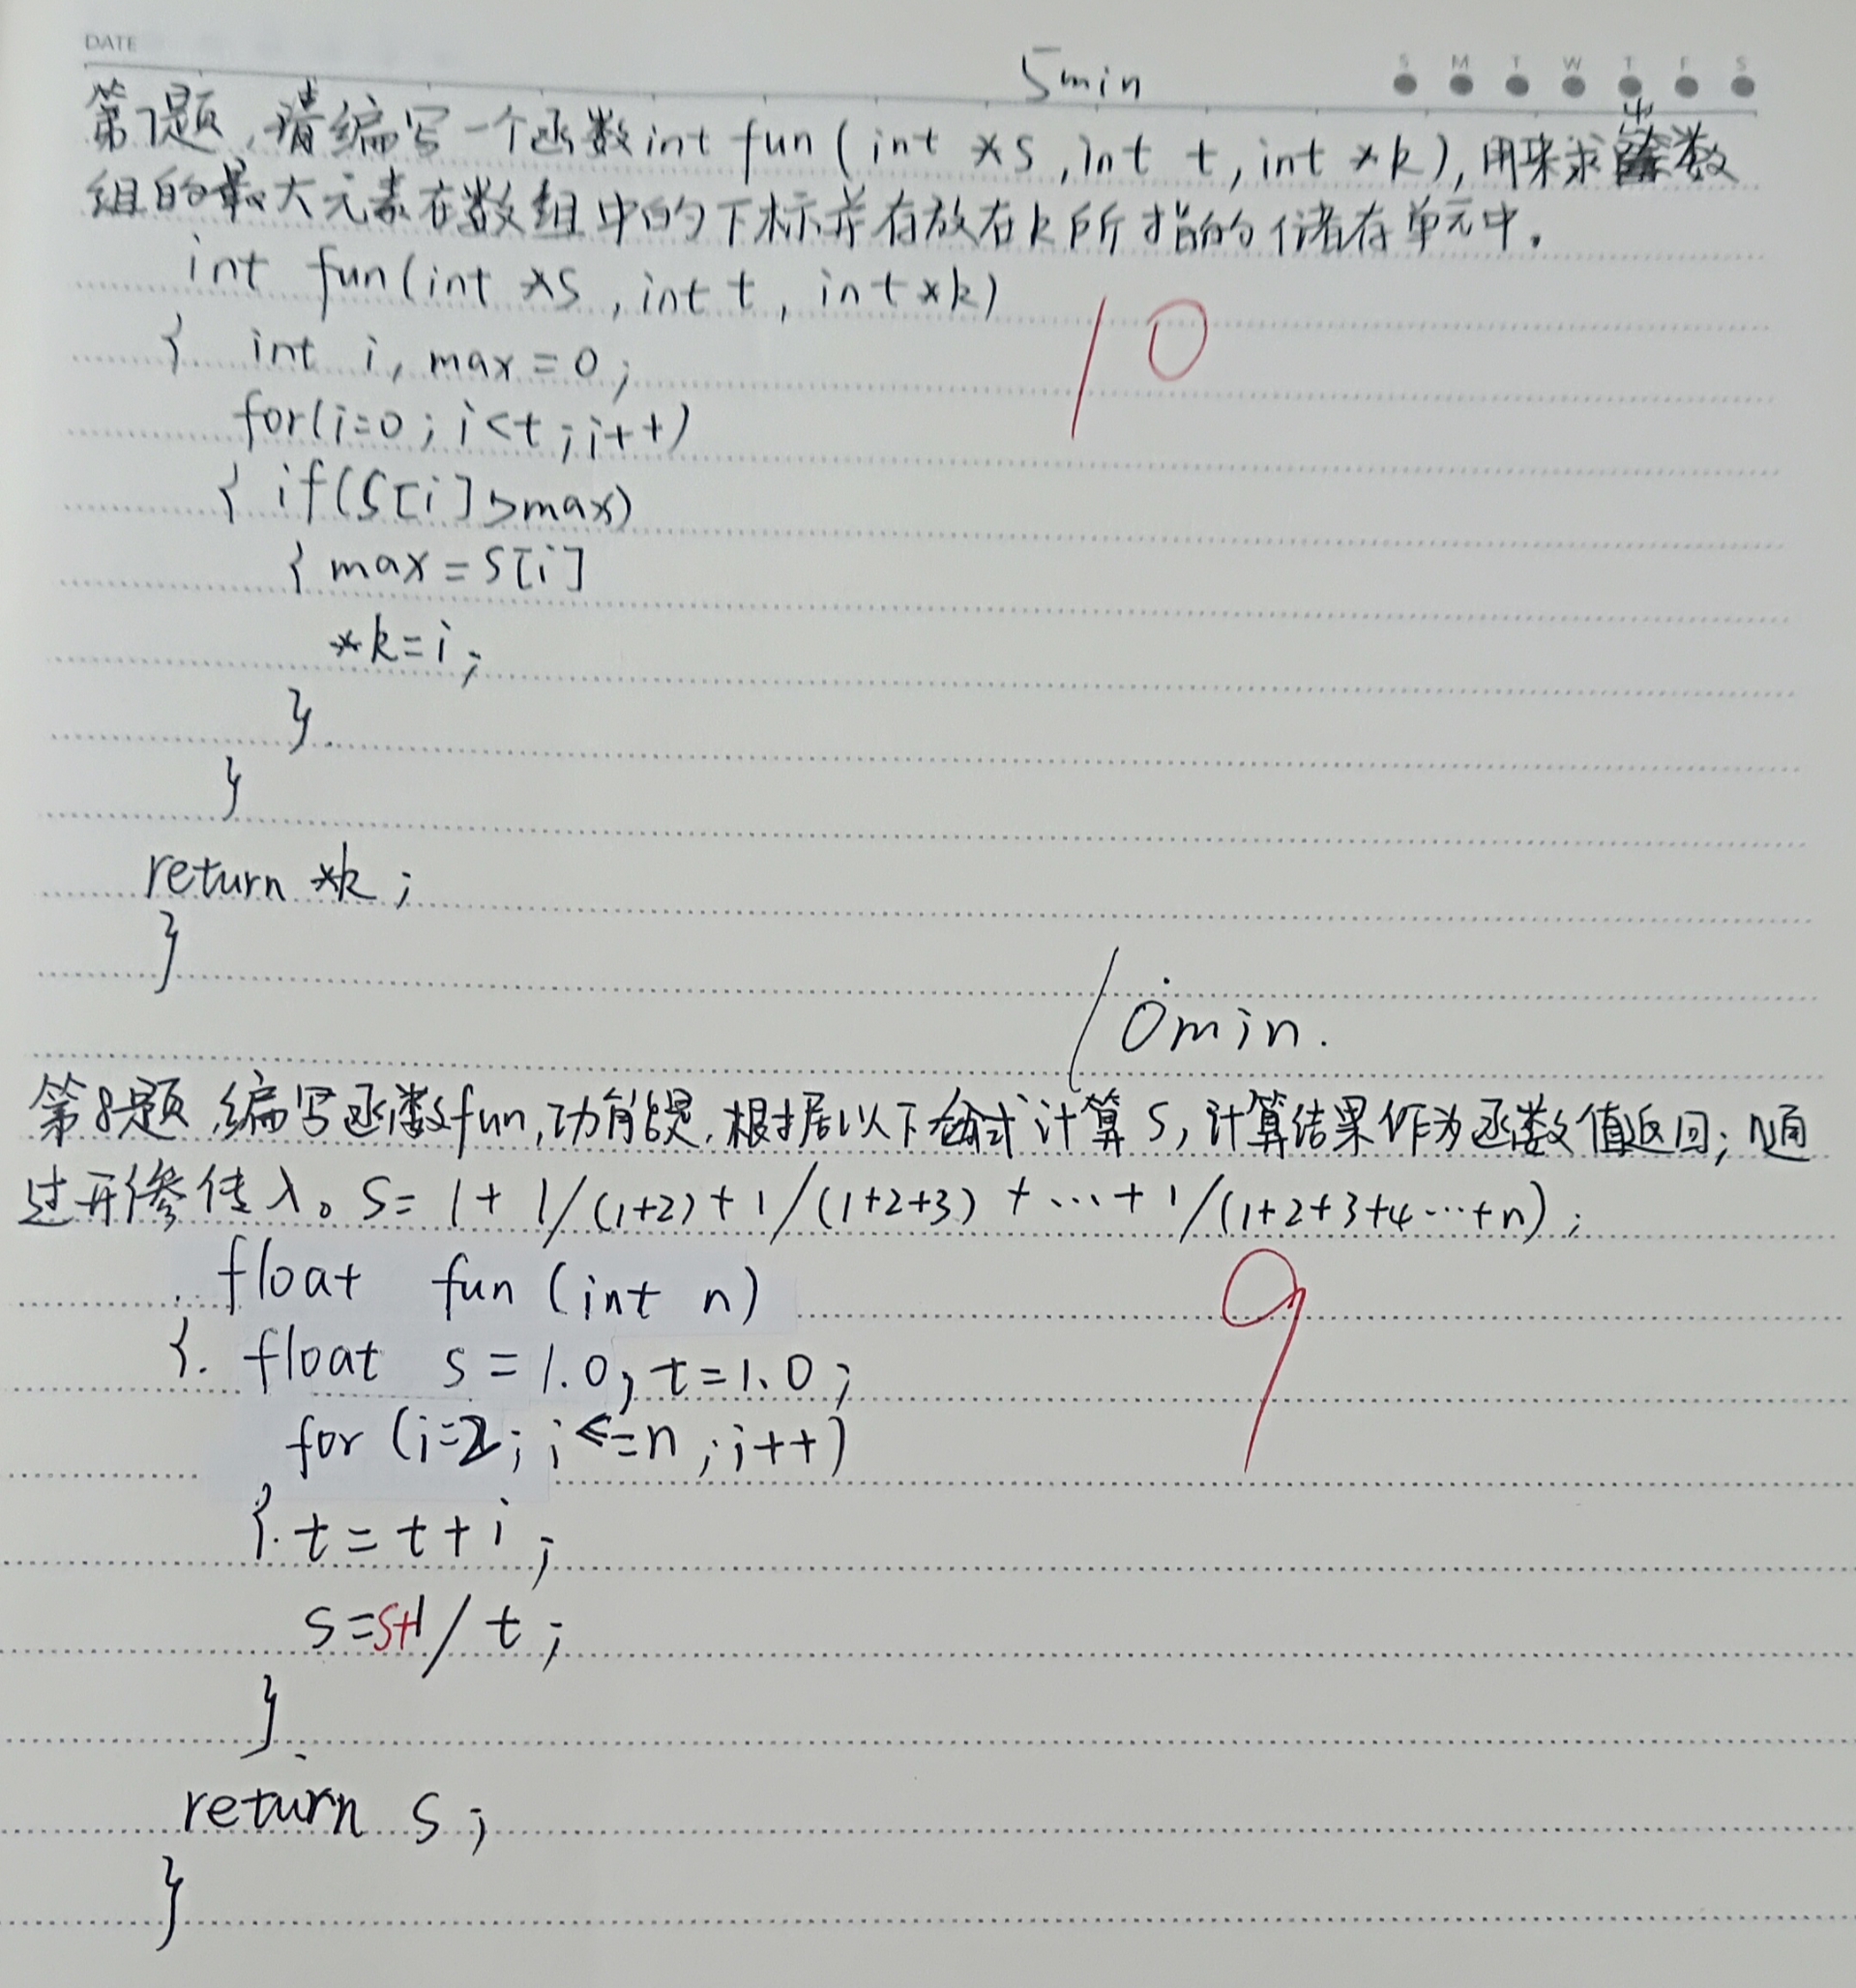 DATE
5min
S M T W T F S
第7题,请编写一个函数int fun(int *s,int t,int *k),用来求出数
组的最大元素在数组中的下标并存放在k所指的储存单元中.
int fun(int *s,int t,int *k)
{ int i, max=0;
10
for(i=0;i<t;i++)
{ if(s[i]>max)
{ max=s[i]
*k=i;
}
}
return *k;
}
10min.
第8题,编写函数fun,功能是.根据以下公式计算S,计算结果作为函数值返回;n通
过形参传入。S=1+1/(1+2)+1/(1+2+3)+…+1/(1+2+3+4…+n);
float fun(int n)
9
{. float s=1.0,t=1.0;
for(i=2;i<=n;i++)
{. t=t+i;
s=s+1/t;
}
return s;
}